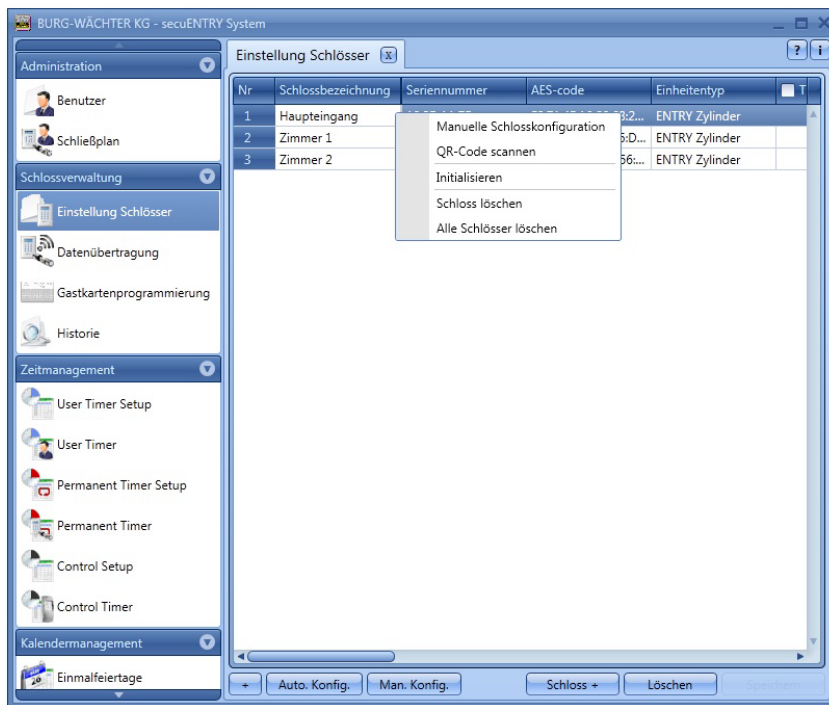 BURG-WÄCHTER KG - secuENTRY System
Administration
Benutzer
Schließplan
Schlossverwaltung
Einstellung Schlösser
Datenübertragung
Gastkartenprogrammierung
Historie
Zeitmanagement
User Timer Setup
User Timer
Permanent Timer Setup
Permanent Timer
Control Setup
Control Timer
Kalendermanagement
Einmalfeiertage
Einstellung Schlösser x
? i
Nr Schlossbezeichnung Seriennummer AES-code Einheitentyp T
1 Haupteingang ENTRY Zylinder
2 Zimmer 1 ENTRY Zylinder
3 Zimmer 2 ENTRY Zylinder
Manuelle Schlosskonfiguration
QR-Code scannen
Initialisieren
Schloss löschen
Alle Schlösser löschen
+ Auto. Konfig. Man. Konfig. Schloss + Löschen Speichern